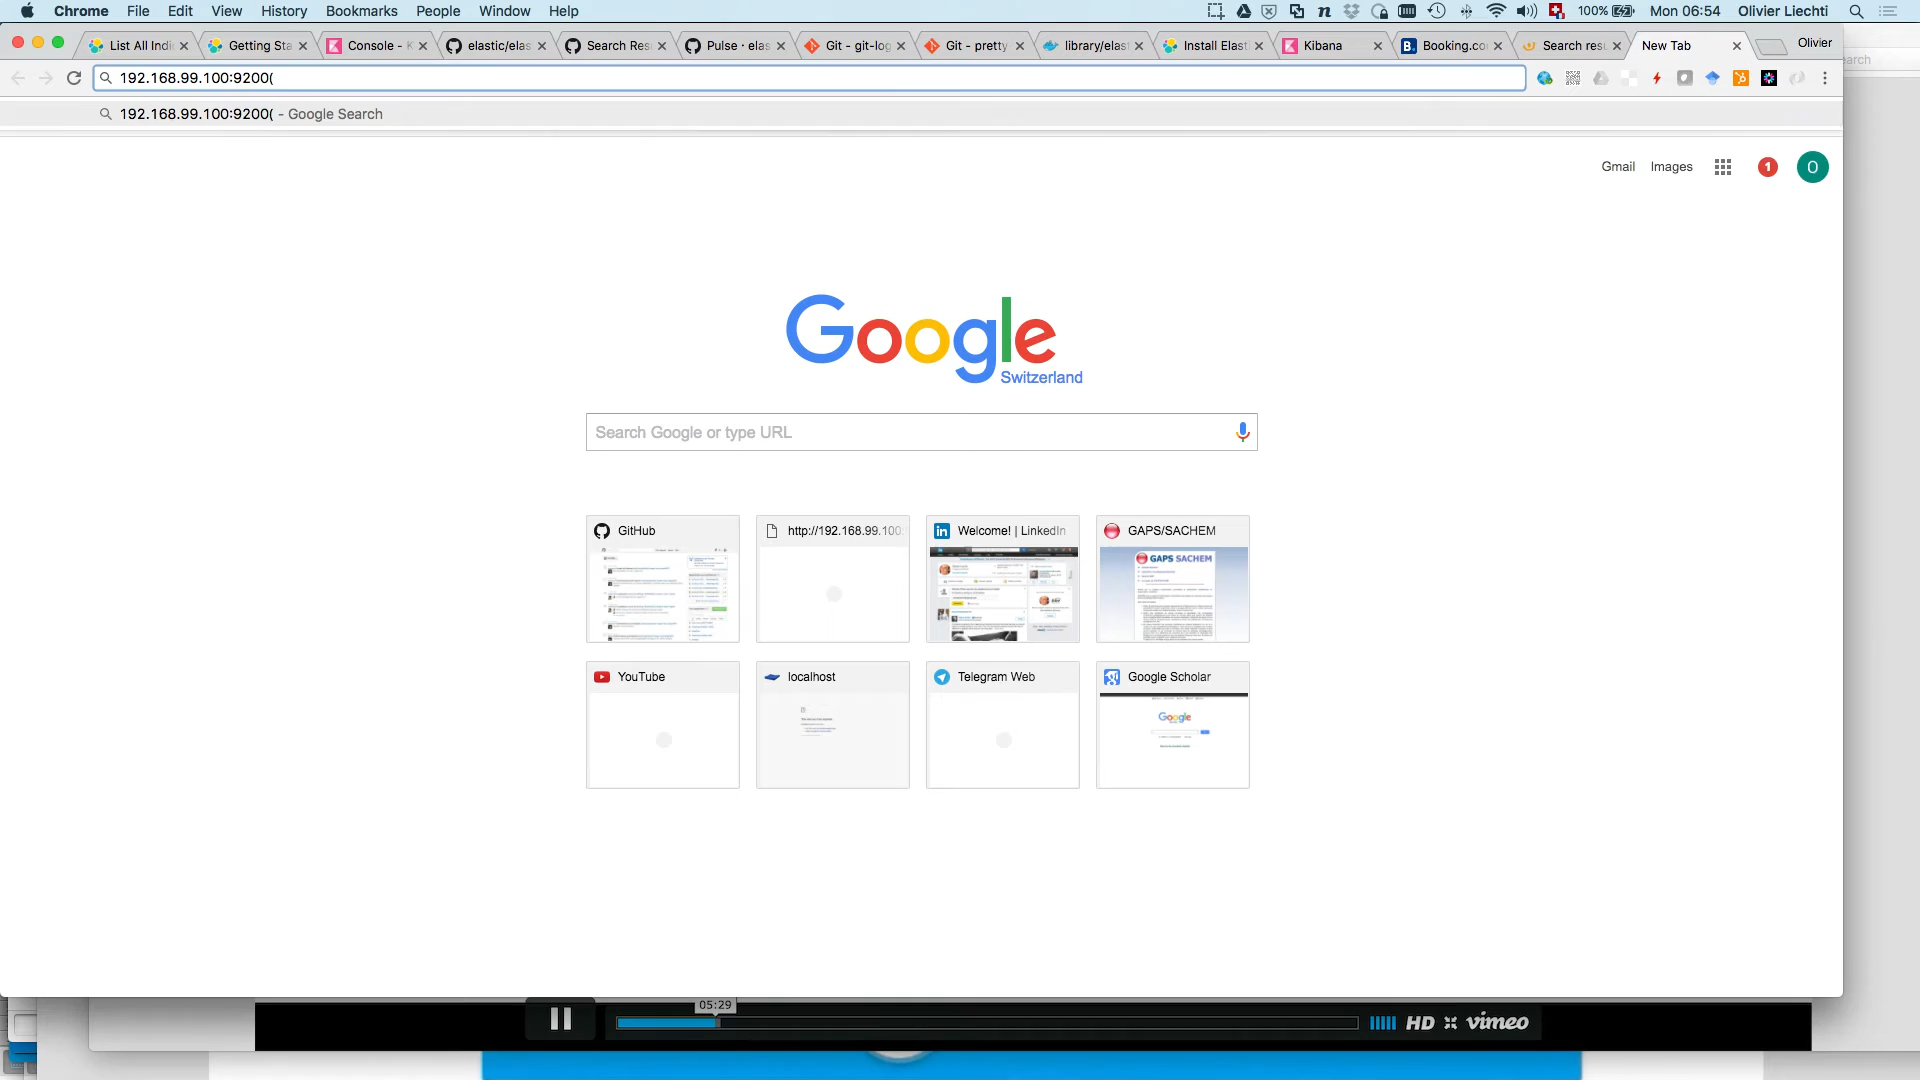 Chrome File Edit View History Bookmarks People Window Help 100% Mon 06:54 Olivier Liechti
List All Indi Getting Sta Console - K elastic/elas Search Res Pulse · elas Git - git-log Git - pretty library/elast Install Elasti Kibana Booking.co Search resu New Tab Olivier
192.168.99.100:9200(
192.168.99.100:9200( - Google Search
Gmail Images 1 O
Google
Switzerland
Search Google or type URL
GitHub http://192.168.99.100: Welcome! | LinkedIn GAPS/SACHEM
GAPS SACHEM
YouTube localhost Telegram Web Google Scholar
Google
05:29
HD vimeo